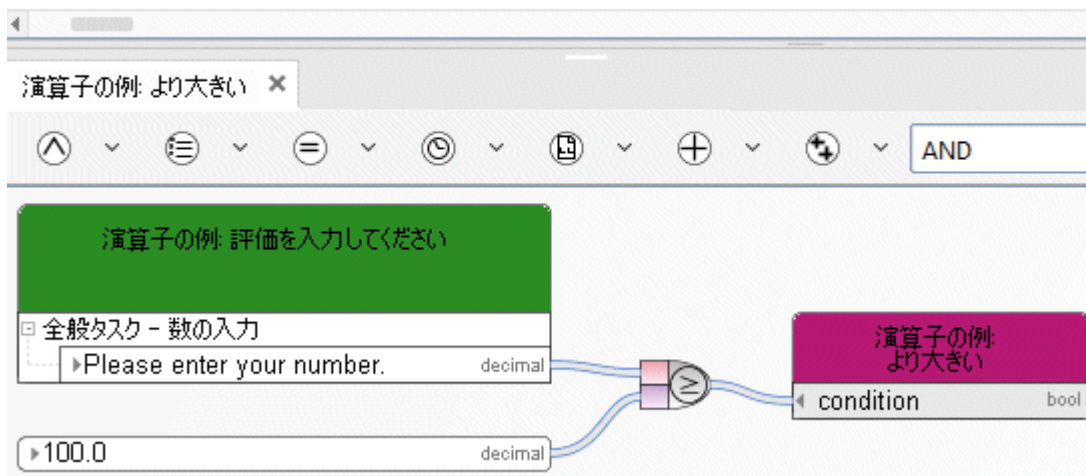 演算子の例: より大きい
AND
演算子の例: 評価を入力してください
全般タスク - 数の入力
Please enter your number. decimal
100.0 decimal
≥
演算子の例:
より大きい
condition bool